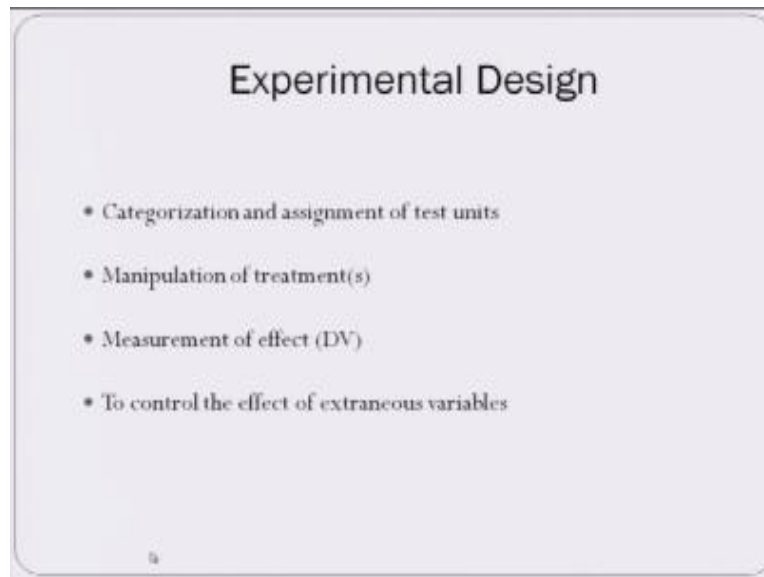 Experimental Design
• Categorization and assignment of test units
• Manipulation of treatment(s)
• Measurement of effect (DV)
• To control the effect of extraneous variables